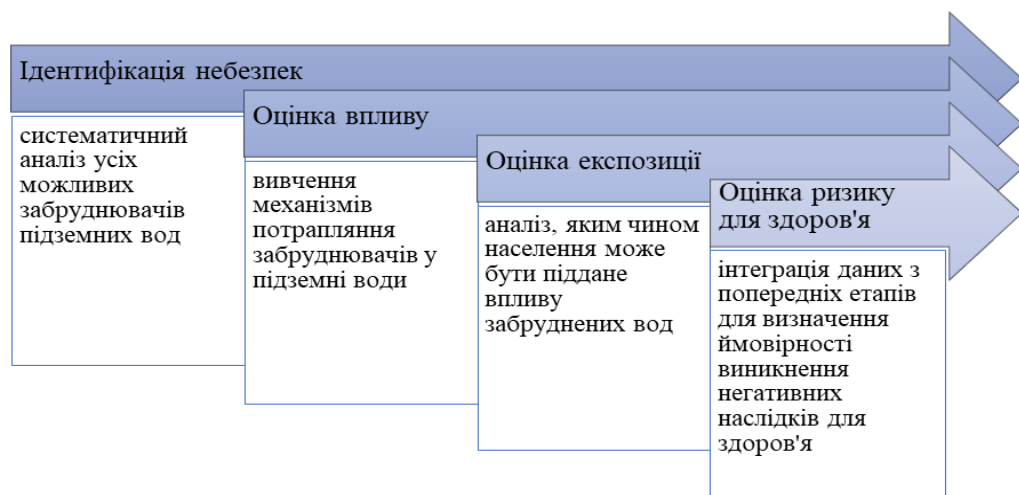 Ідентифікація небезпек
систематичний
аналіз усіх
можливих
забруднювачів
підземних вод
Оцінка впливу
вивчення
механізмів
потрапляння
забруднювачів у
підземні води
Оцінка експозиції
аналіз, яким чином
населення може
бути піддане
впливу
забруднених вод
Оцінка ризику
для здоров'я
інтеграція даних з
попередніх етапів
для визначення
ймовірності
виникнення
негативних
наслідків для
здоров'я